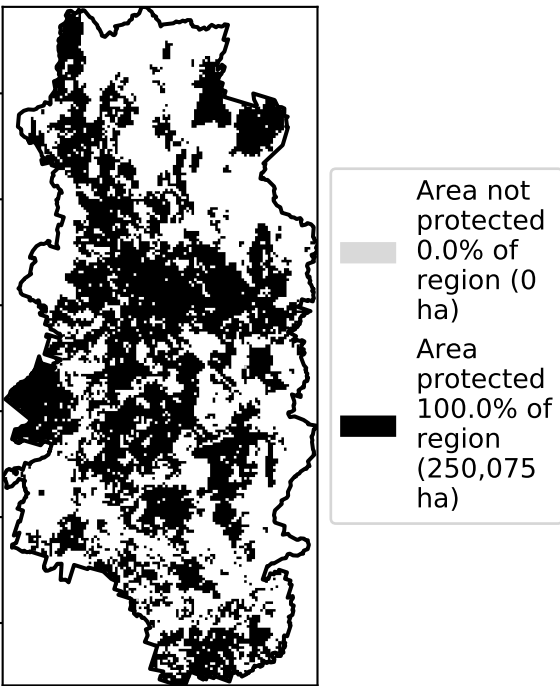 Area not
protected
0.0% of
region (0
ha)
Area
protected
100.0% of
region
(250,075
ha)